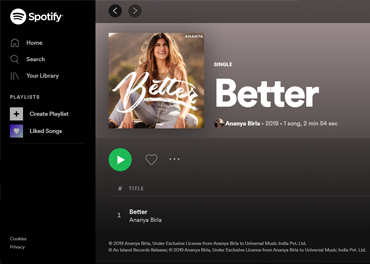 Spotify
Home
Search
Your Library
PLAYLISTS
Create Playlist
Liked Songs
Cookies
Privacy
ANANYA
Better
SINGLE
Better
Ananya Birla • 2019 • 1 song, 2 min 54 sec
# TITLE
1 Better
Ananya Birla
© 2019 Ananya Birla, Under Exclusive License from Ananya Birla to Universal Music India Pvt. Ltd.
℗ An Island Records Release; ℗ 2019 Ananya Birla, Under Exclusive License from Ananya Birla to Universal Music India Pvt. Ltd.